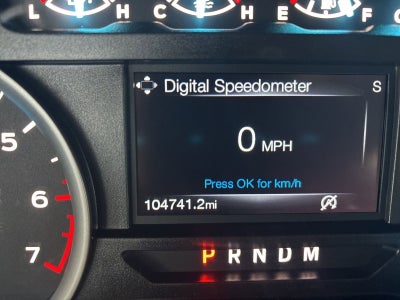 L H C H E F C
Digital Speedometer S
0 MPH
Press OK for km/h
104741.2mi
5
6
7
P R N D M